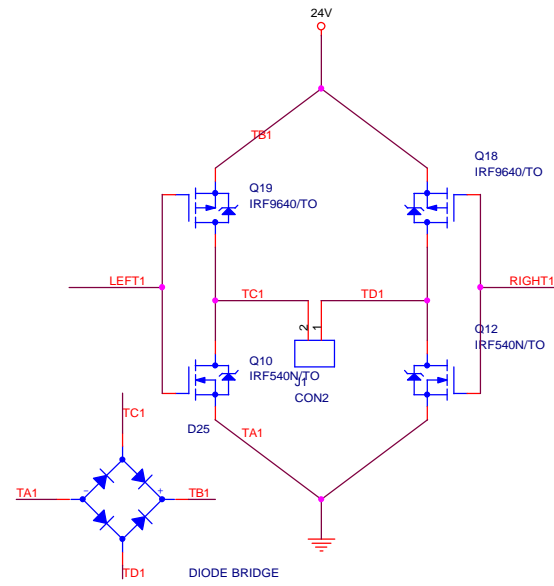 24V
TB1
Q18
IRF9640/TO
Q19
IRF9640/TO
LEFT1
RIGHT1
TC1
TD1
2
1
Q12
IRF540N/TO
Q10
IRF540N/TO
J1
CON2
TC1
D25
TA1
TA1
-
+
TB1
TD1
DIODE BRIDGE